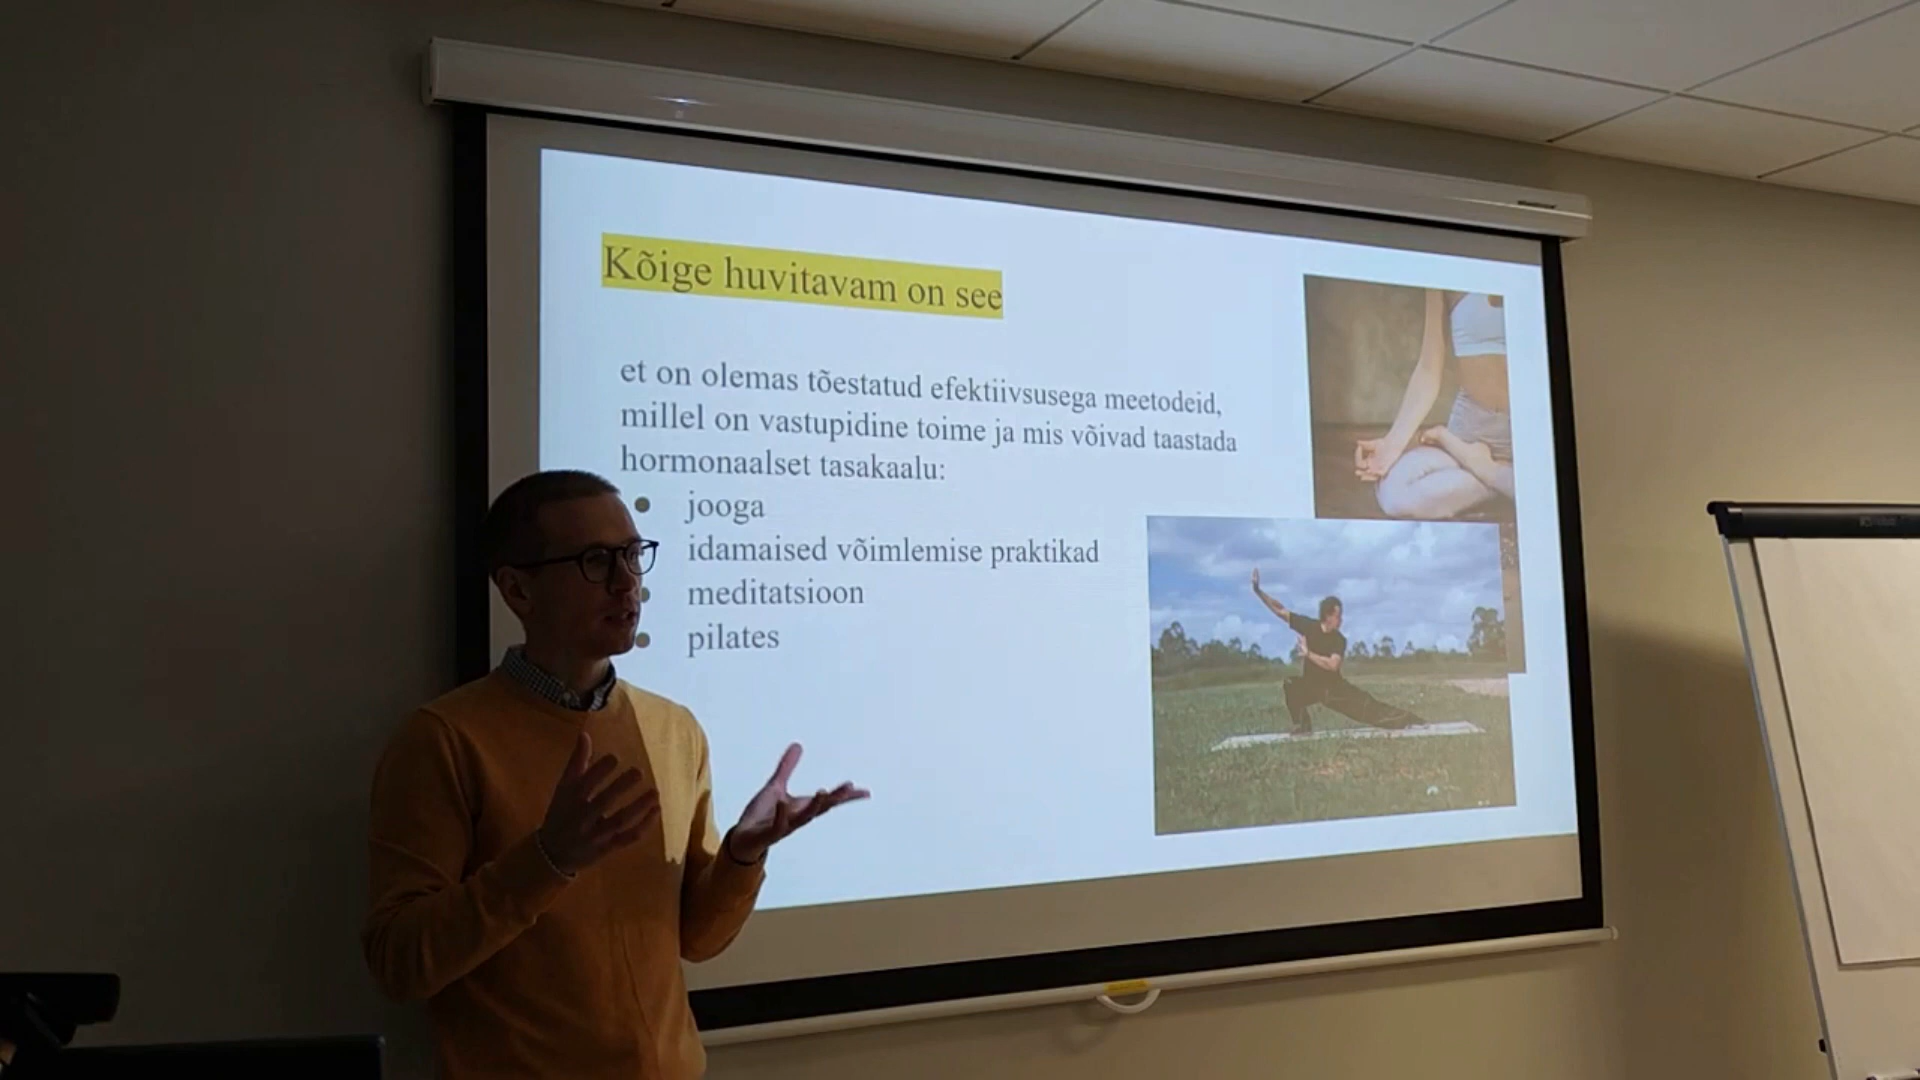 Kõige huvitavam on see
et on olemas tõestatud efektiivsusega meetodeid,
millel on vastupidine toime ja mis võivad taastada
hormonaalset tasakaalu:
● jooga
idamaised võimlemise praktikad
● meditatsioon
● pilates